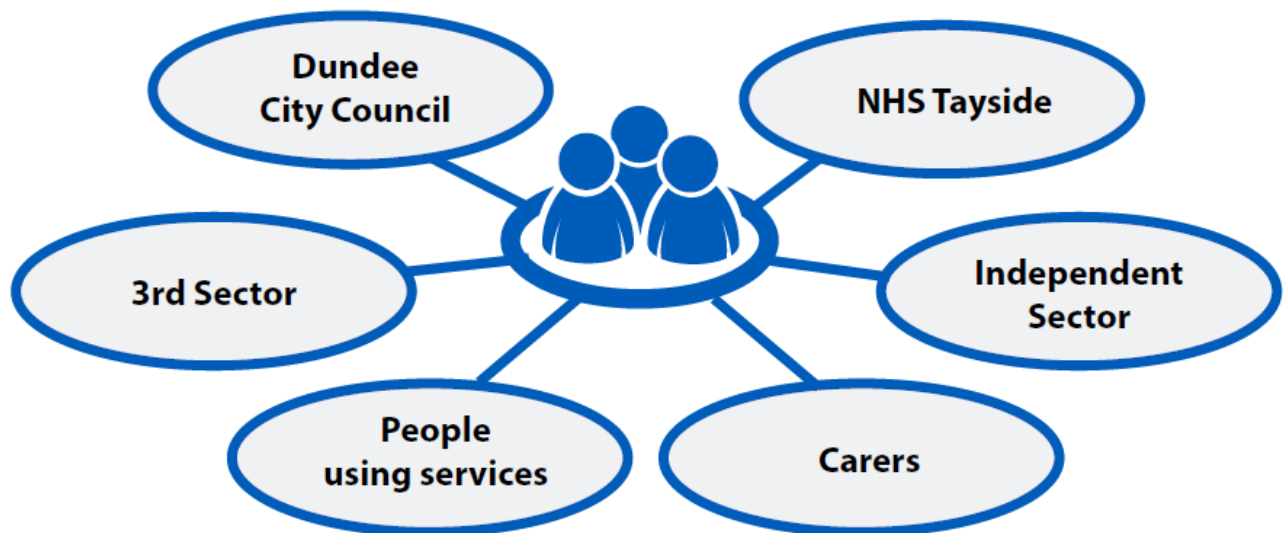 Dundee
City Council
NHS Tayside
3rd Sector
Independent
Sector
People
using services
Carers